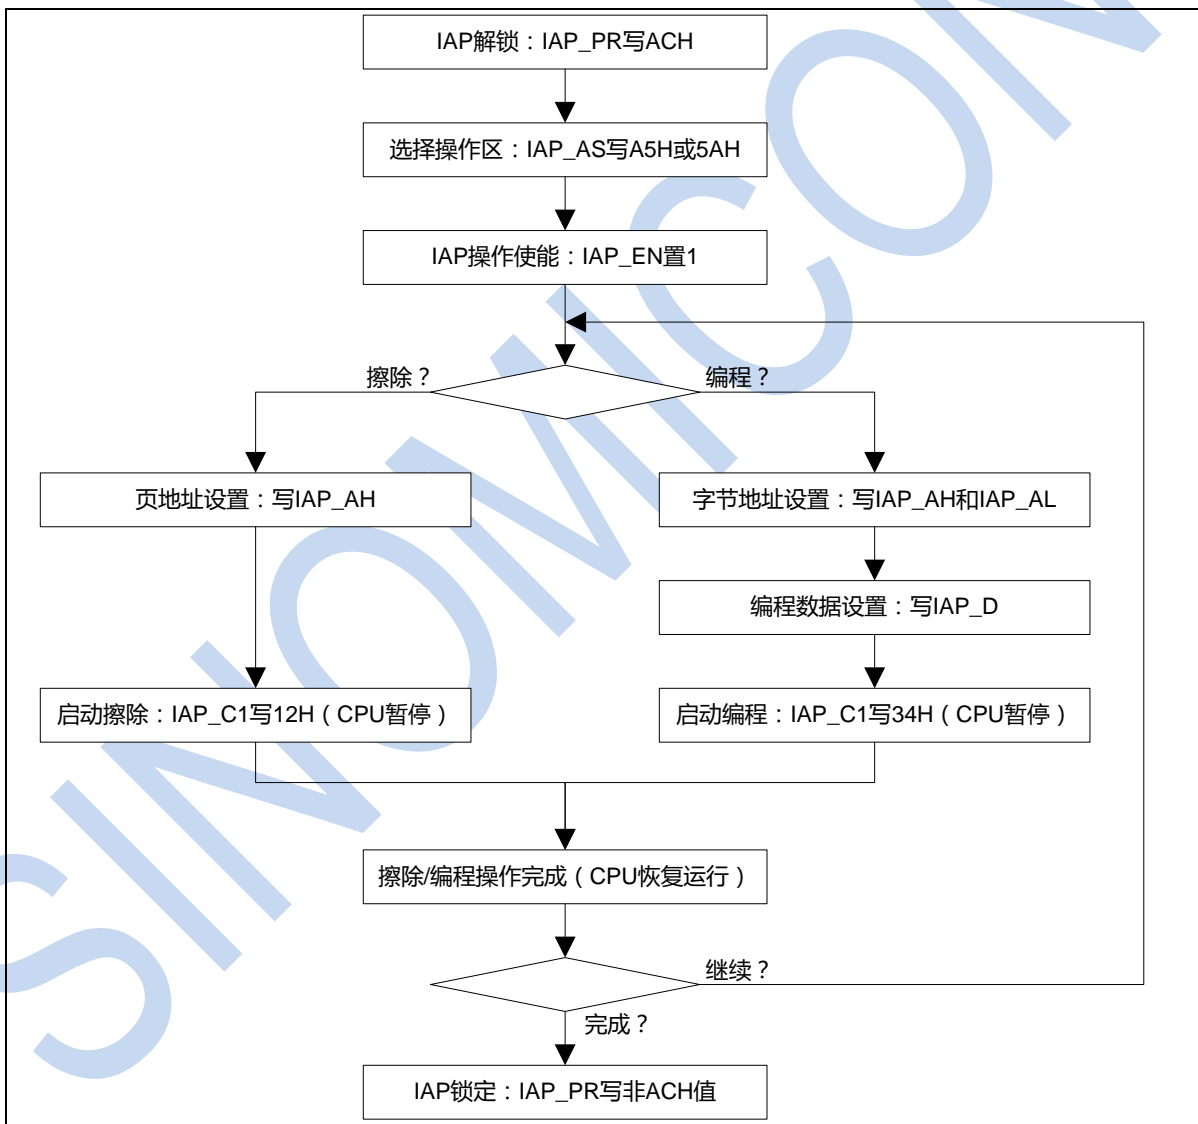 IAP解锁：IAP_PR写ACH
选择操作区：IAP_AS写A5H或5AH
IAP操作使能：IAP_EN置1
擦除？
编程？
页地址设置：写IAP_AH
字节地址设置：写IAP_AH和IAP_AL
编程数据设置：写IAP_D
启动擦除：IAP_C1写12H（CPU暂停）
启动编程：IAP_C1写34H（CPU暂停）
擦除/编程操作完成（CPU恢复运行）
继续？
完成？
IAP锁定：IAP_PR写非ACH值
SINOMICON